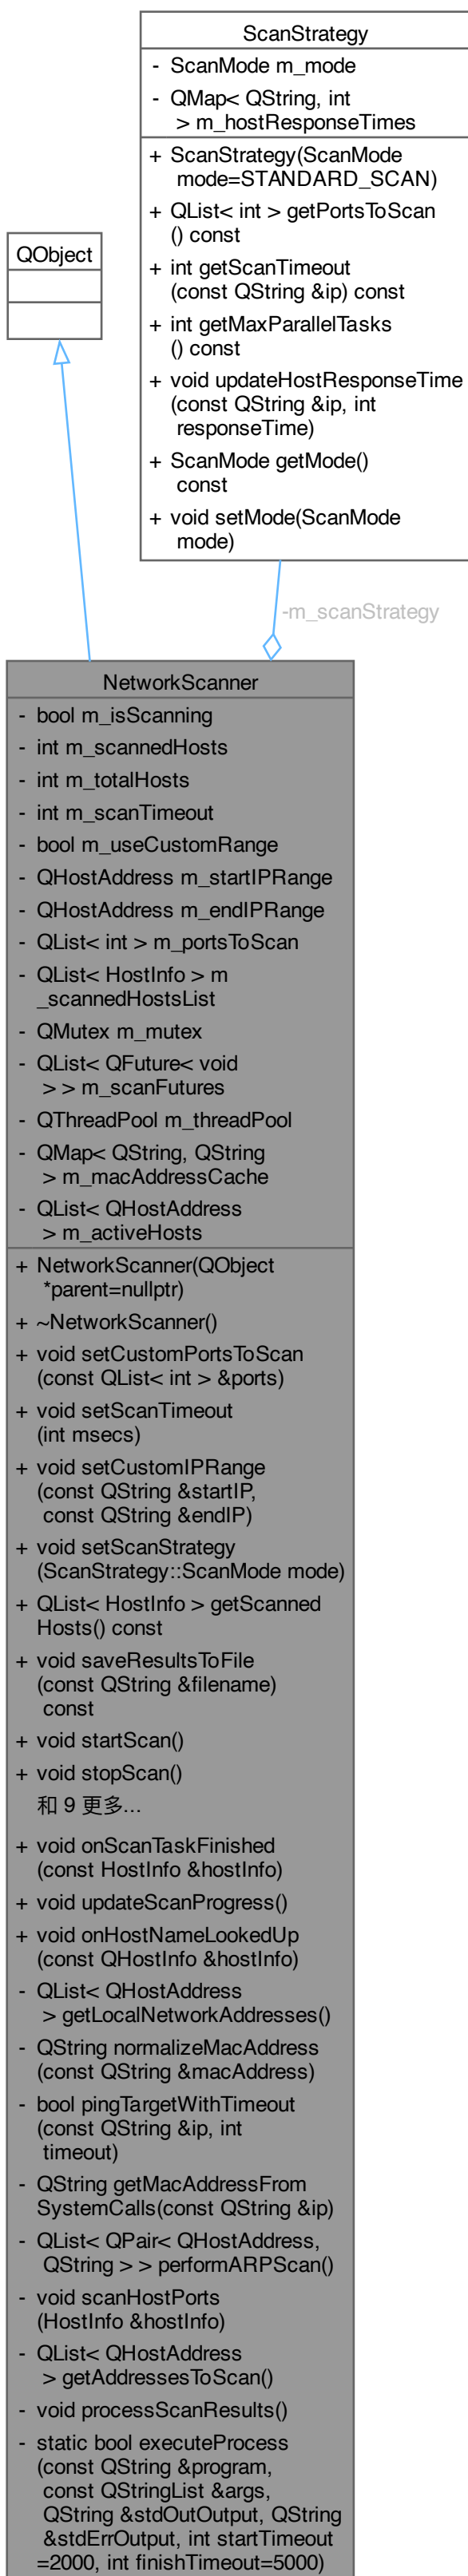 ScanStrategy
- ScanMode m_mode
- QMap< QString, int
> m_hostResponseTimes
+ ScanStrategy(ScanMode
mode=STANDARD_SCAN)
+ QList< int > getPortsToScan
() const
+ int getScanTimeout
(const QString &ip) const
+ int getMaxParallelTasks
() const
+ void updateHostResponseTime
(const QString &ip, int
responseTime)
+ ScanMode getMode()
const
+ void setMode(ScanMode
mode)
QObject
-m_scanStrategy
NetworkScanner
- bool m_isScanning
- int m_scannedHosts
- int m_totalHosts
- int m_scanTimeout
- bool m_useCustomRange
- QHostAddress m_startIPRange
- QHostAddress m_endIPRange
- QList< int > m_portsToScan
- QList< HostInfo > m
_scannedHostsList
- QMutex m_mutex
- QList< QFuture< void
> > m_scanFutures
- QThreadPool m_threadPool
- QMap< QString, QString
> m_macAddressCache
- QList< QHostAddress
> m_activeHosts
+ NetworkScanner(QObject
*parent=nullptr)
+ ~NetworkScanner()
+ void setCustomPortsToScan
(const QList< int > &ports)
+ void setScanTimeout
(int msecs)
+ void setCustomIPRange
(const QString &startIP,
const QString &endIP)
+ void setScanStrategy
(ScanStrategy::ScanMode mode)
+ QList< HostInfo > getScanned
Hosts() const
+ void saveResultsToFile
(const QString &filename)
const
+ void startScan()
+ void stopScan()
和 9 更多...
+ void onScanTaskFinished
(const HostInfo &hostInfo)
+ void updateScanProgress()
+ void onHostNameLookedUp
(const QHostInfo &hostInfo)
- QList< QHostAddress
> getLocalNetworkAddresses()
- QString normalizeMacAddress
(const QString &macAddress)
- bool pingTargetWithTimeout
(const QString &ip, int
timeout)
- QString getMacAddressFrom
SystemCalls(const QString &ip)
- QList< QPair< QHostAddress,
QString > > performARPScan()
- void scanHostPorts
(HostInfo &hostInfo)
- QList< QHostAddress
> getAddressesToScan()
- void processScanResults()
- static bool executeProcess
(const QString &program,
const QStringList &args,
QString &stdOutOutput, QString
&stdErrOutput, int startTimeout
=2000, int finishTimeout=5000)